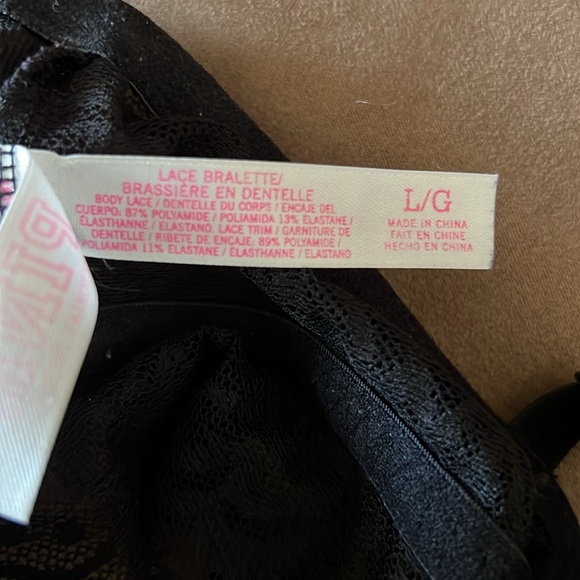 LACE BRALETTE/
BRASSIÈRE EN DENTELLE
BODY LACE / DENTELLE DU CORPS / ENCAJE DEL
CUERPO: 87% POLYAMIDE / POLIAMIDA 13% ELASTANE /
ÉLASTHANNE / ELASTANO. LACE TRIM / GARNITURE DE
DENTELLE / RIBETE DE ENCAJE: 89% POLYAMIDE /
POLIAMIDA 11% ELASTANE / ÉLASTHANNE / ELASTANO
L/G
MADE IN CHINA
FAIT EN CHINE
HECHO EN CHINA